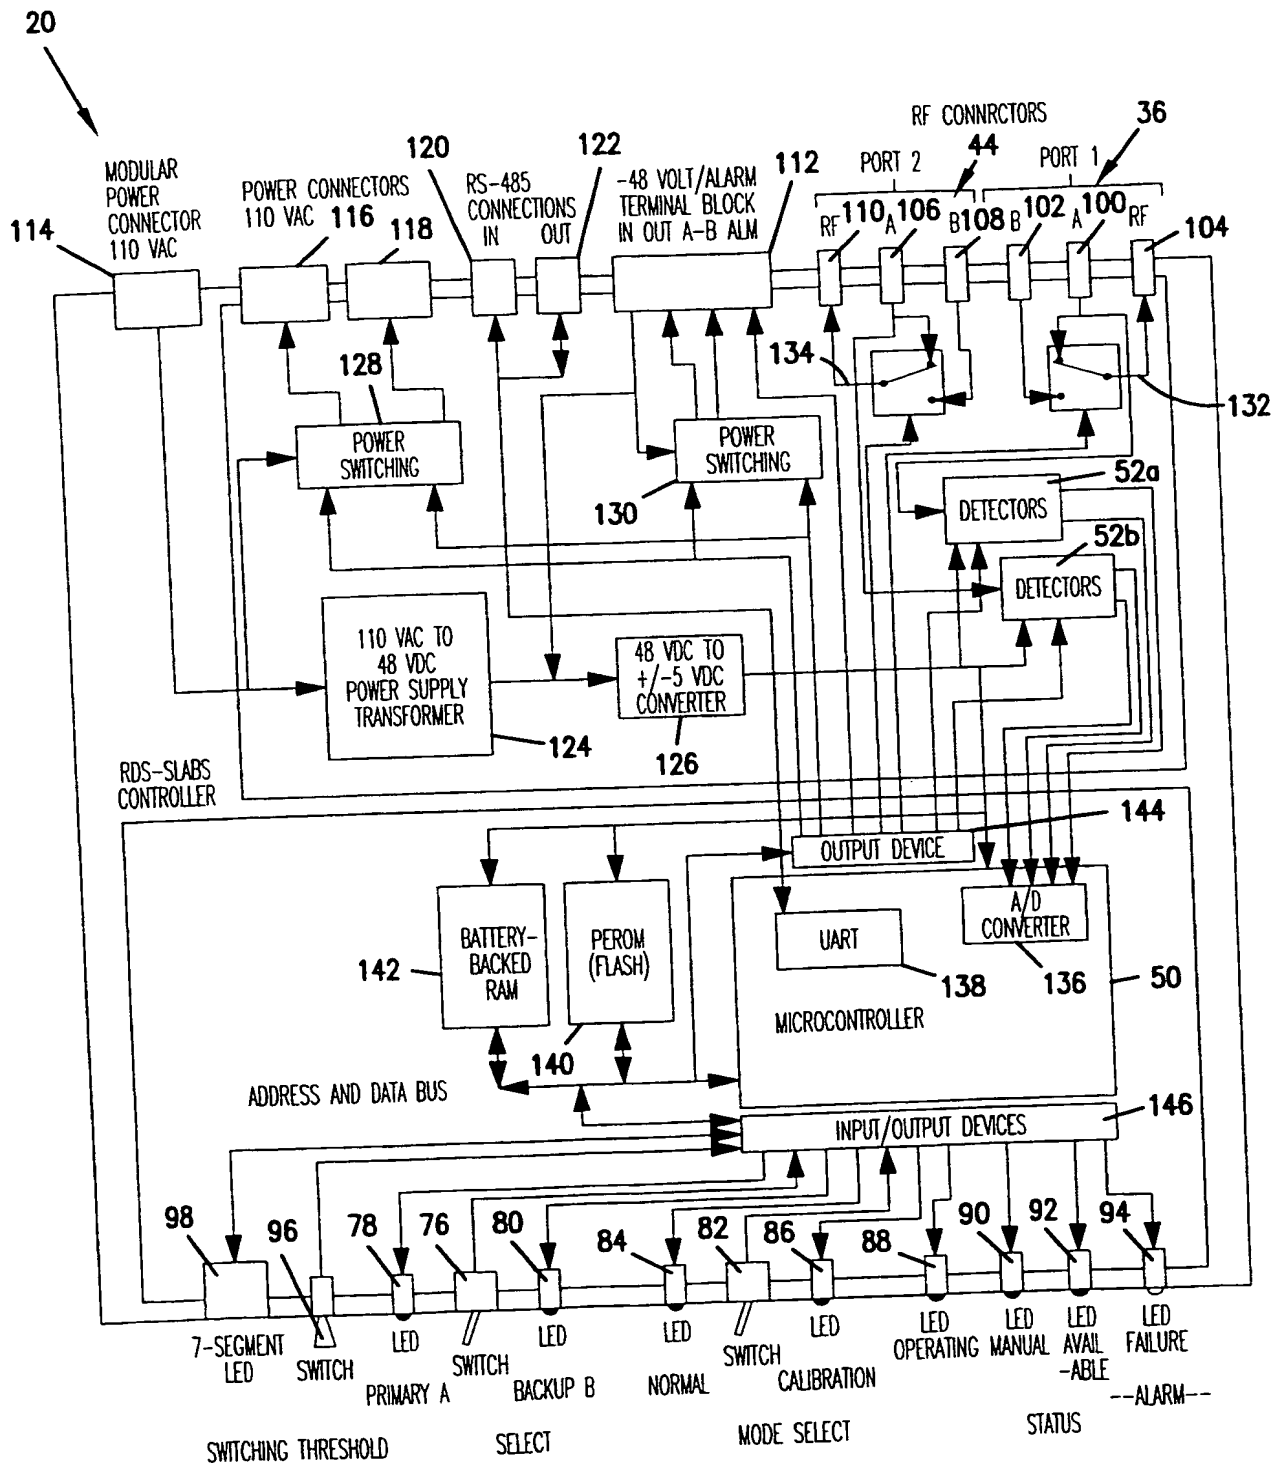 20
RF CONNRCTORS
36
44
PORT 2
PORT 1
120
122
112
MODULAR
POWER
CONNECTOR
110 VAC
114
POWER CONNECTORS
110 VAC
116
118
RS-485
CONNECTIONS
IN OUT
-48 VOLT/ALARM
TERMINAL BLOCK
IN OUT A-B ALM
RF
110
A
106
B
108
B
102
A
100
RF
104
128
134
132
POWER
SWITCHING
POWER
SWITCHING
130
52a
DETECTORS
52b
DETECTORS
110 VAC TO
48 VDC
POWER SUPPLY
TRANSFORMER
124
48 VDC TO
+/-5 VDC
CONVERTER
126
RDS-SLABS
CONTROLLER
144
OUTPUT DEVICE
BATTERY-
BACKED
RAM
142
PEROM
(FLASH)
140
UART
138
A/D
CONVERTER
136
50
MICROCONTROLLER
ADDRESS AND DATA BUS
146
INPUT/OUTPUT DEVICES
98
96
78
76
80
84
82
86
88
90
92
94
7-SEGMENT
LED
SWITCH
LED
PRIMARY A
SWITCH
LED
BACKUP B
LED
NORMAL
SWITCH
LED
CALIBRATION
LED
OPERATING
LED
MANUAL
LED
AVAIL
-ABLE
LED
FAILURE
--ALARM--
SWITCHING THRESHOLD
SELECT
MODE SELECT
STATUS